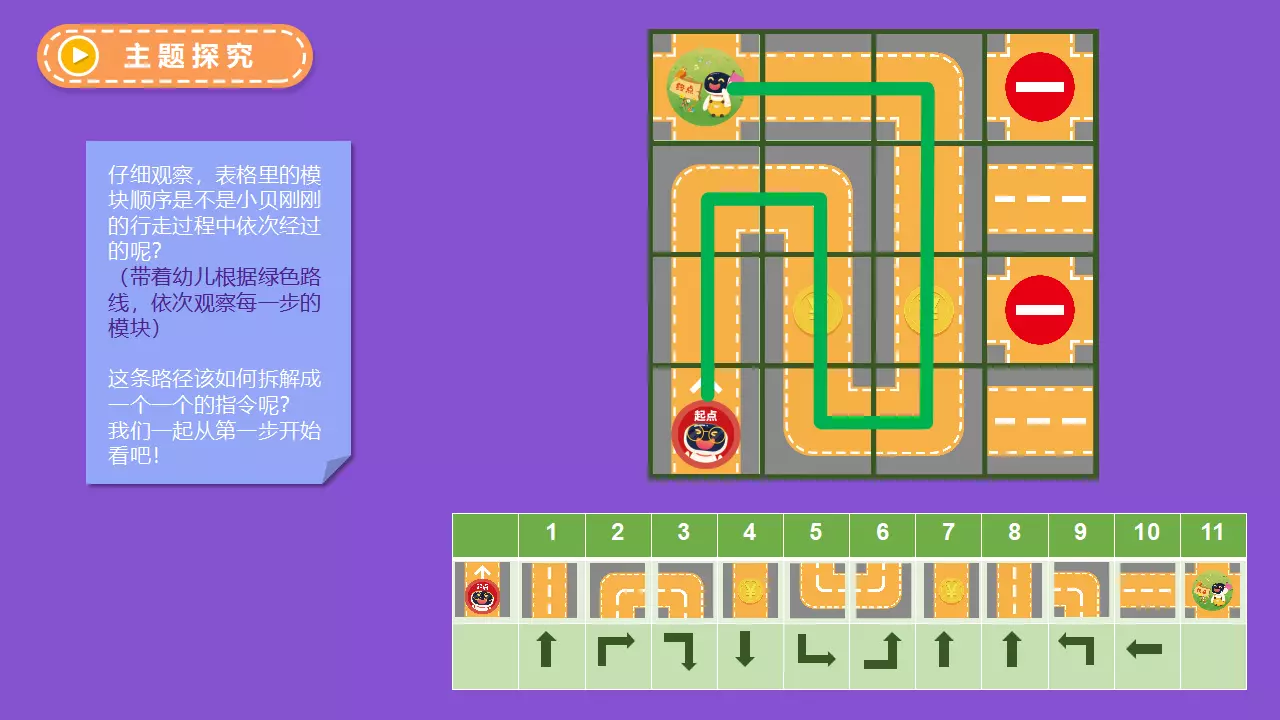 主题探究
仔细观察，表格里的模
块顺序是不是小贝刚刚
的行走过程中依次经过
的呢？
（带着幼儿根据绿色路
线，依次观察每一步的
模块）
这条路径该如何拆解成
一个一个的指令呢？
我们一起从第一步开始
看吧！
终点
¥ ¥
起点
1 2 3 4 5 6 7 8 9 10 11
起点 ¥ ¥ 终点